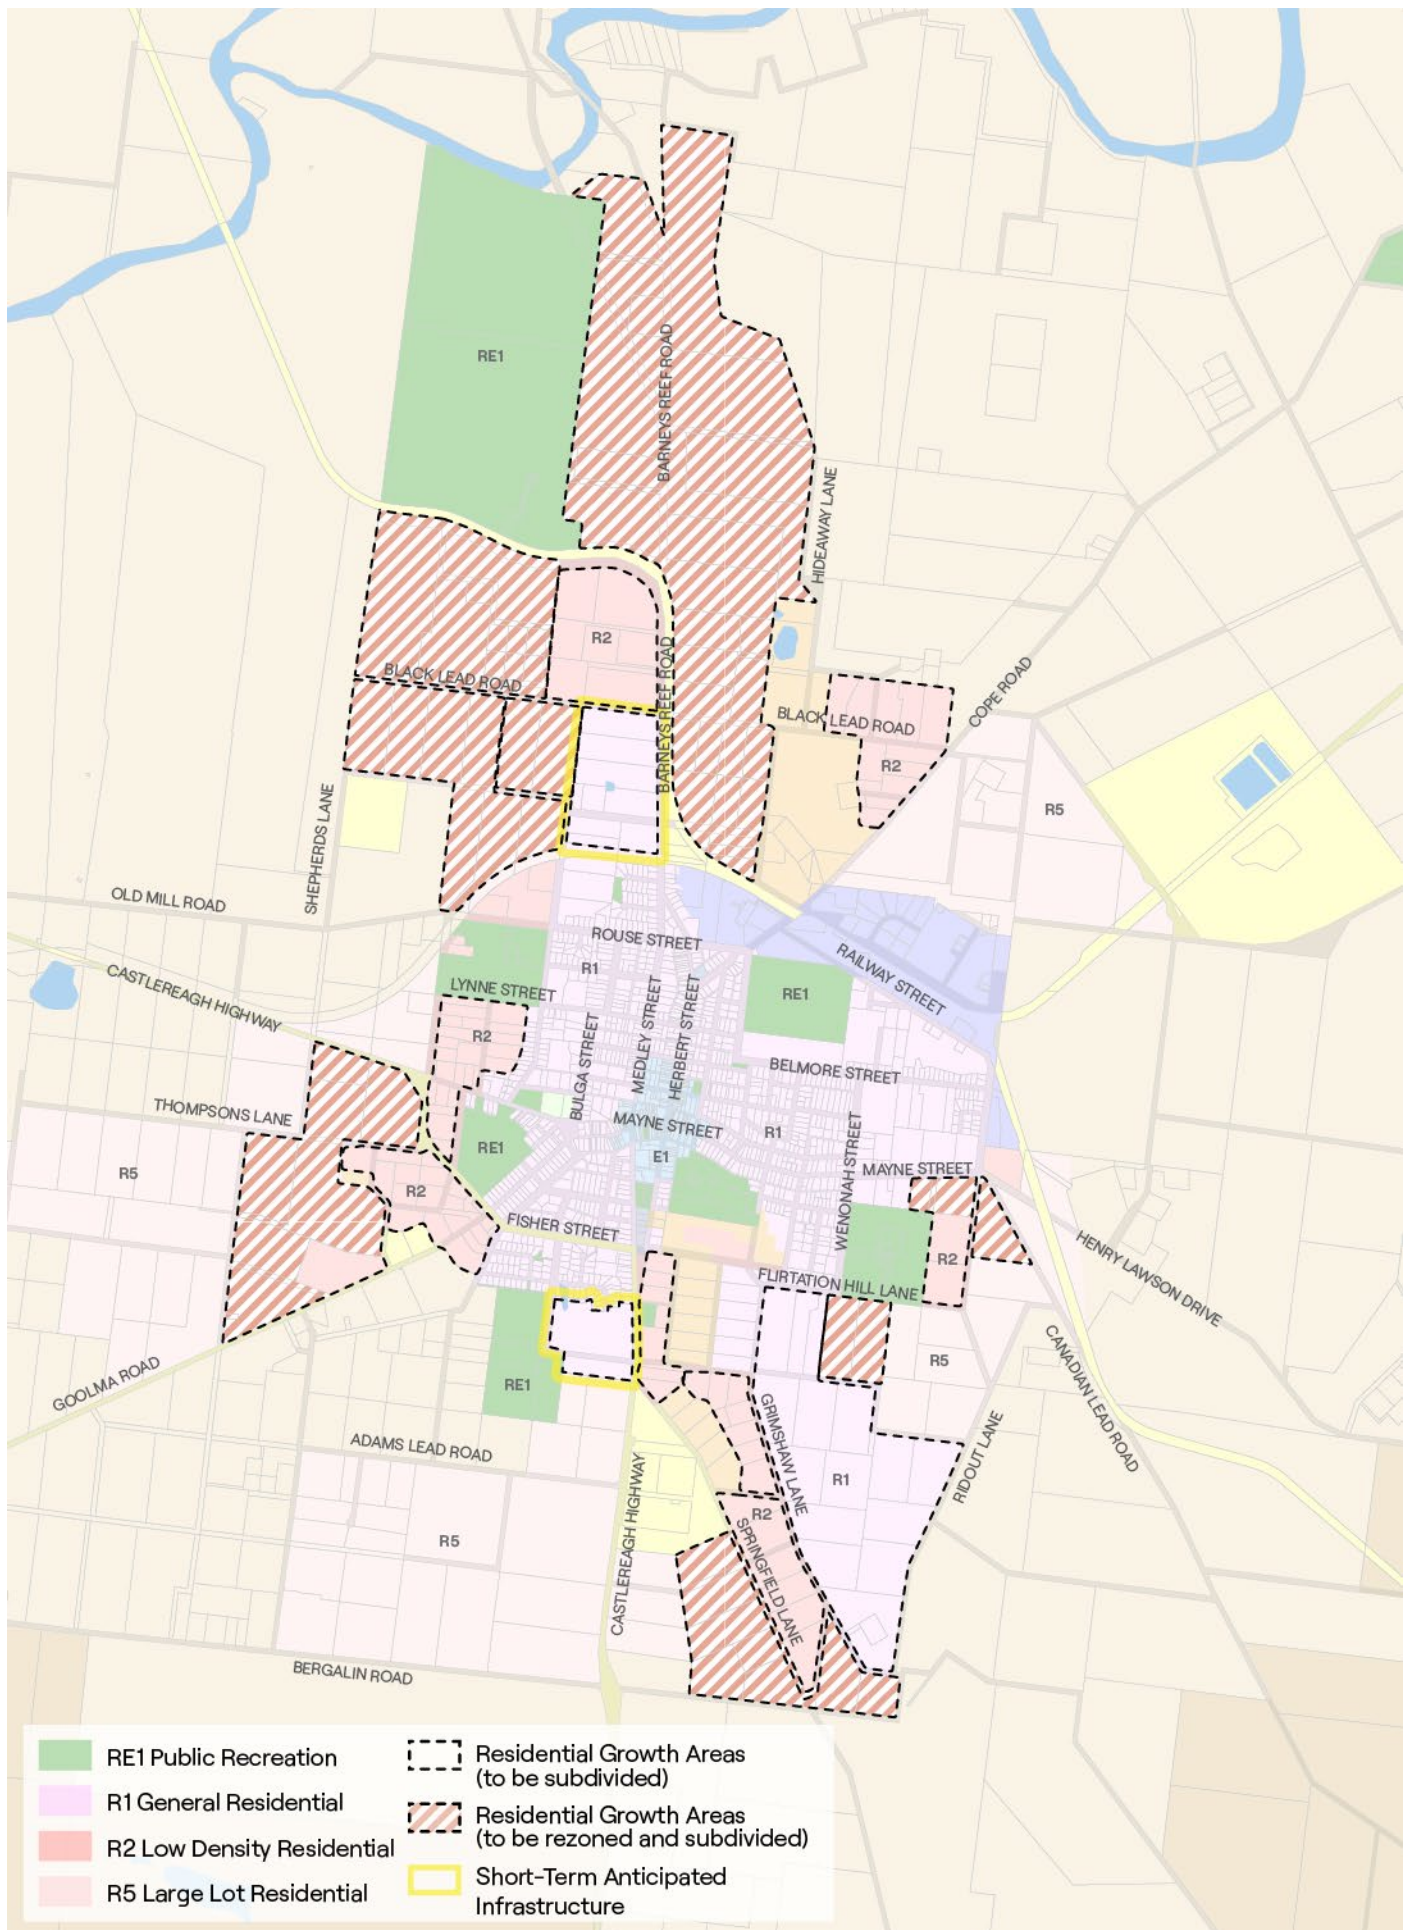 RE1
BARNEYS REEF ROAD
HIDEAWAY LANE
R2
BLACK LEAD ROAD
BARNEYS REEF ROAD
COPE ROAD
BLACK LEAD ROAD
R2
R5
SHEPHERDS LANE
OLD MILL ROAD
ROUSE STREET
RAILWAY STREET
R1
CASTLEREAGH HIGHWAY
LYNNE STREET
RE1
R2
MEDLEY STREET
HERBERT STREET
BULGA STREET
BELMORE STREET
THOMPSONS LANE
MAYNE STREET
R1
RE1
E1
WENONAH STREET
MAYNE STREET
R5
R2
FISHER STREET
HENRY LAWSON DRIVE
R2
FLIRTATION HILL LANE
R5
RE1
GOOLMA ROAD
CANADIAN LEAD ROAD
GRIMSHAW LANE
ADAMS LEAD ROAD
R1
RIDOUT LANE
R5
CASTLEREAGH HIGHWAY
R2
SPRINGFIELD LANE
BERGALIN ROAD
RE1 Public Recreation
R1 General Residential
R2 Low Density Residential
R5 Large Lot Residential
Residential Growth Areas
(to be subdivided)
Residential Growth Areas
(to be rezoned and subdivided)
Short-Term Anticipated
Infrastructure